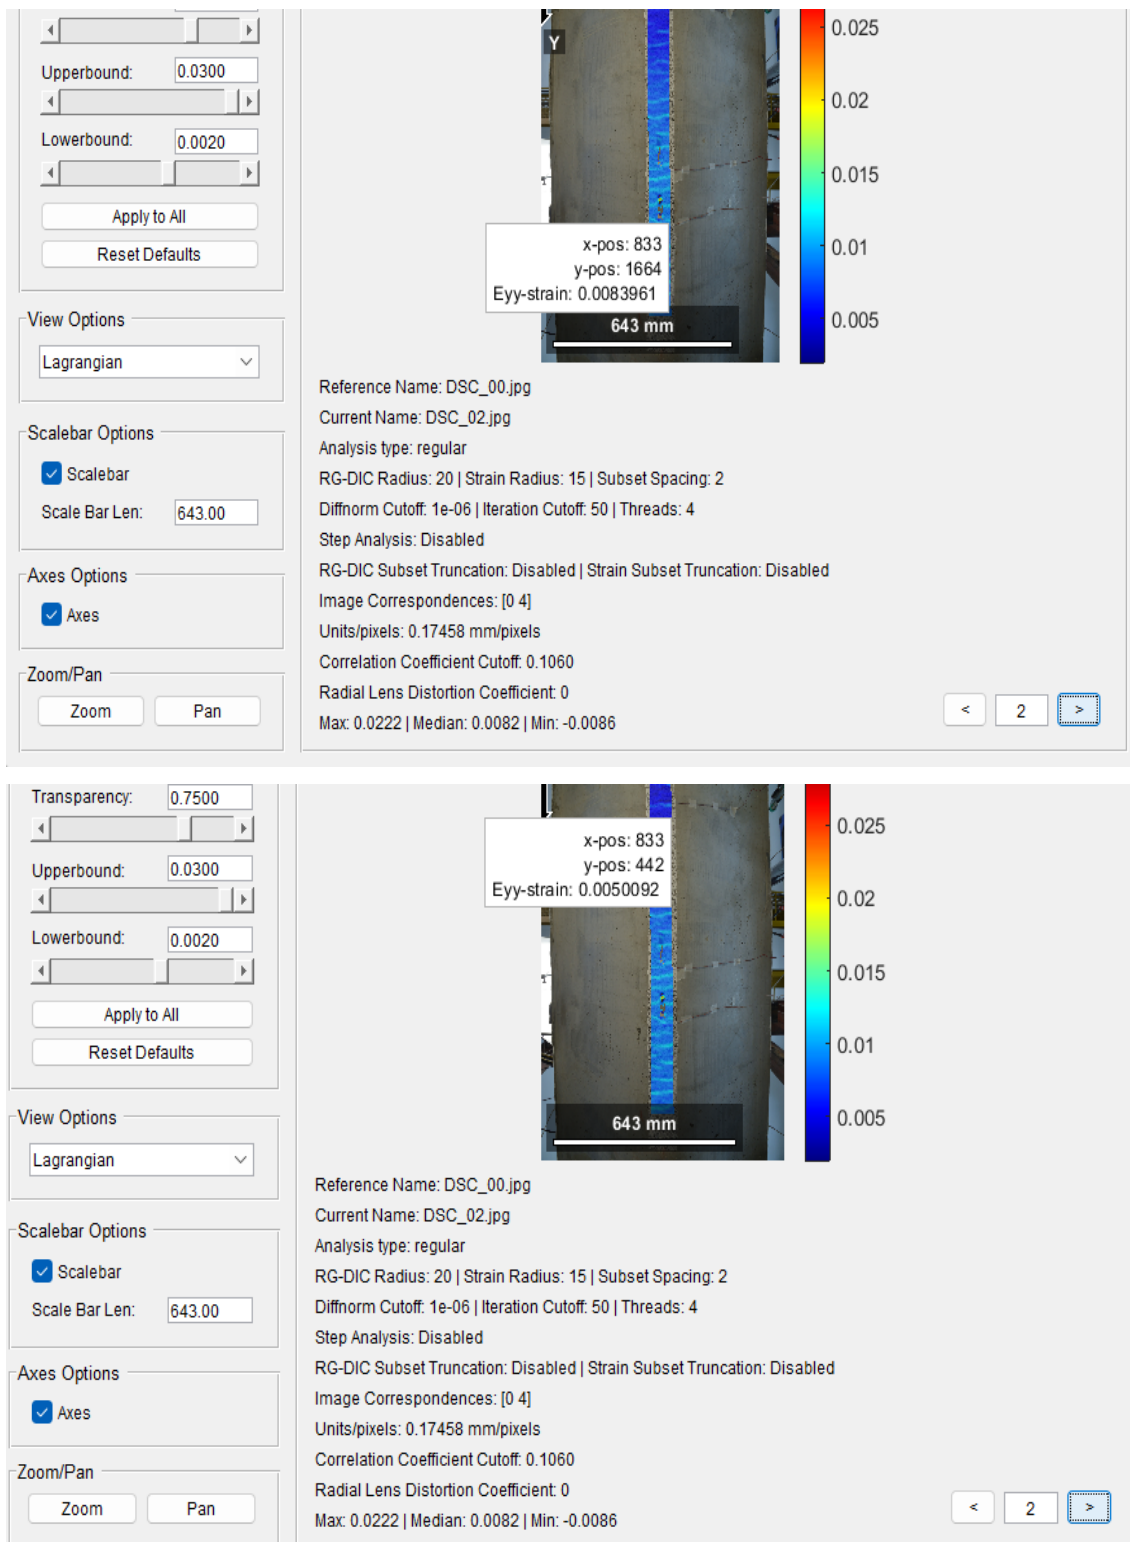 0.025
Y
Upperbound: 0.0300
0.02
Lowerbound: 0.0020
0.015
Apply to All
x-pos: 833
Reset Defaults
0.01
y-pos: 1664
Eyy-strain: 0.0083961
View Options
643 mm
0.005
Lagrangian
Reference Name: DSC_00.jpg
Current Name: DSC_02.jpg
Scalebar Options
Analysis type: regular
Scalebar
RG-DIC Radius: 20 | Strain Radius: 15 | Subset Spacing: 2
Scale Bar Len: 643.00
Diffnorm Cutoff: 1e-06 | Iteration Cutoff: 50 | Threads: 4
Step Analysis: Disabled
Axes Options
RG-DIC Subset Truncation: Disabled | Strain Subset Truncation: Disabled
Image Correspondences: [0 4]
Axes
Units/pixels: 0.17458 mm/pixels
Correlation Coefficient Cutoff: 0.1060
Zoom/Pan
Radial Lens Distortion Coefficient: 0
Zoom Pan
< 2 >
Max: 0.0222 | Median: 0.0082 | Min: -0.0086
Transparency: 0.7500
0.025
x-pos: 833
y-pos: 442
Upperbound: 0.0300
Eyy-strain: 0.0050092
0.02
Lowerbound: 0.0020
0.015
Apply to All
0.01
Reset Defaults
View Options
643 mm
0.005
Lagrangian
Reference Name: DSC_00.jpg
Current Name: DSC_02.jpg
Scalebar Options
Analysis type: regular
Scalebar
RG-DIC Radius: 20 | Strain Radius: 15 | Subset Spacing: 2
Scale Bar Len: 643.00
Diffnorm Cutoff: 1e-06 | Iteration Cutoff: 50 | Threads: 4
Step Analysis: Disabled
Axes Options
RG-DIC Subset Truncation: Disabled | Strain Subset Truncation: Disabled
Image Correspondences: [0 4]
Axes
Units/pixels: 0.17458 mm/pixels
Correlation Coefficient Cutoff: 0.1060
Zoom/Pan
Radial Lens Distortion Coefficient: 0
Zoom Pan
< 2 >
Max: 0.0222 | Median: 0.0082 | Min: -0.0086